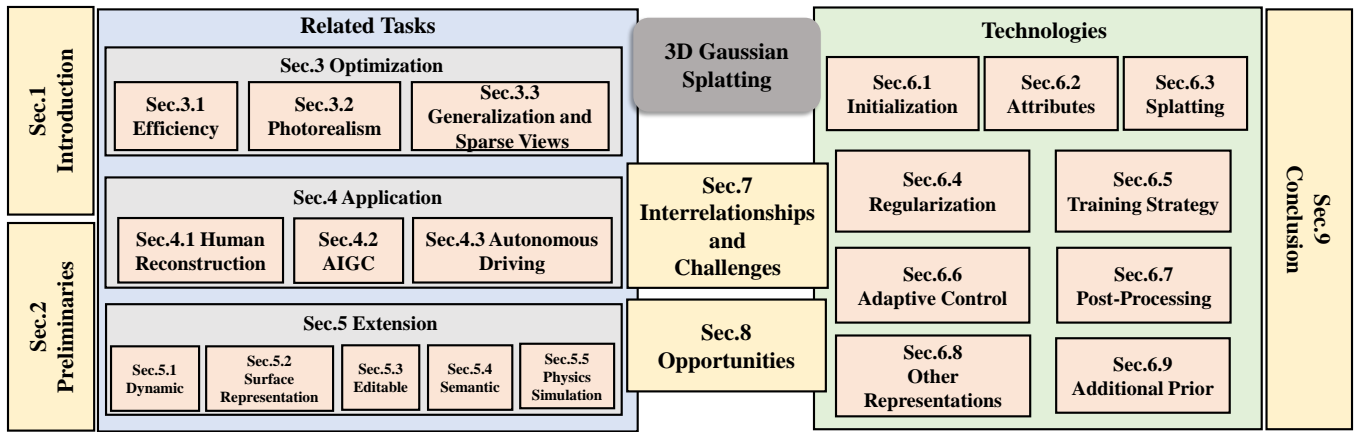 Sec.1
Introduction
Sec.2
Preliminaries
Related Tasks
Sec.3 Optimization
Sec.3.1
Efficiency
Sec.3.2
Photorealism
Sec.3.3
Generalization and
Sparse Views
Sec.4 Application
Sec.4.1 Human
Reconstruction
Sec.4.2
AIGC
Sec.4.3 Autonomous
Driving
Sec.5 Extension
Sec.5.1
Dynamic
Sec.5.2
Surface
Representation
Sec.5.3
Editable
Sec.5.4
Semantic
Sec.5.5
Physics
Simulation
3D Gaussian
Splatting
Sec.7
Interrelationships
and
Challenges
Sec.8
Opportunities
Technologies
Sec.6.1
Initialization
Sec.6.2
Attributes
Sec.6.3
Splatting
Sec.6.4
Regularization
Sec.6.5
Training Strategy
Sec.6.6
Adaptive Control
Sec.6.7
Post-Processing
Sec.6.8
Other
Representations
Sec.6.9
Additional Prior
Sec.9
Conclusion